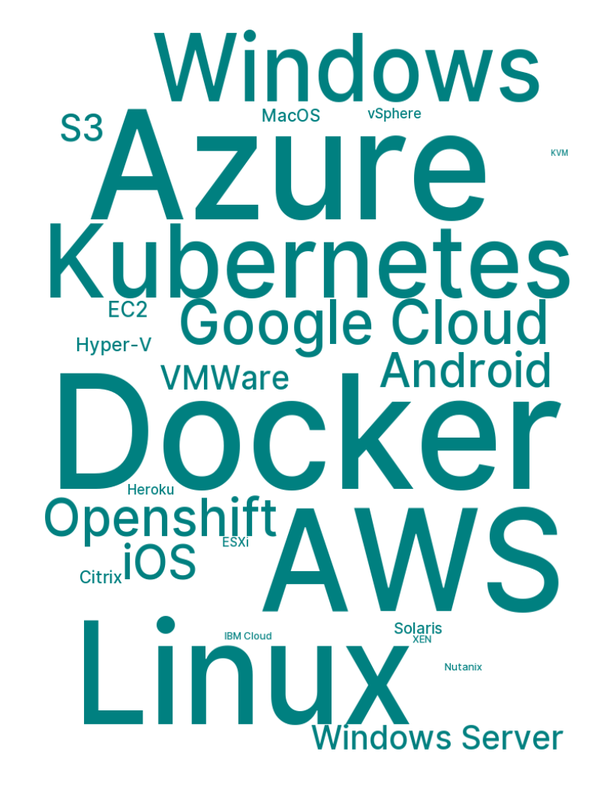 Windows
MacOS
vSphere
S3
Azure
KVM
Kubernetes
EC2
Google Cloud
Hyper-V
VMWare
Android
Docker
Heroku
Openshift
ESXi
AWS
iOS
Citrix
Linux
IBM Cloud
Solaris
XEN
Nutanix
Windows Server